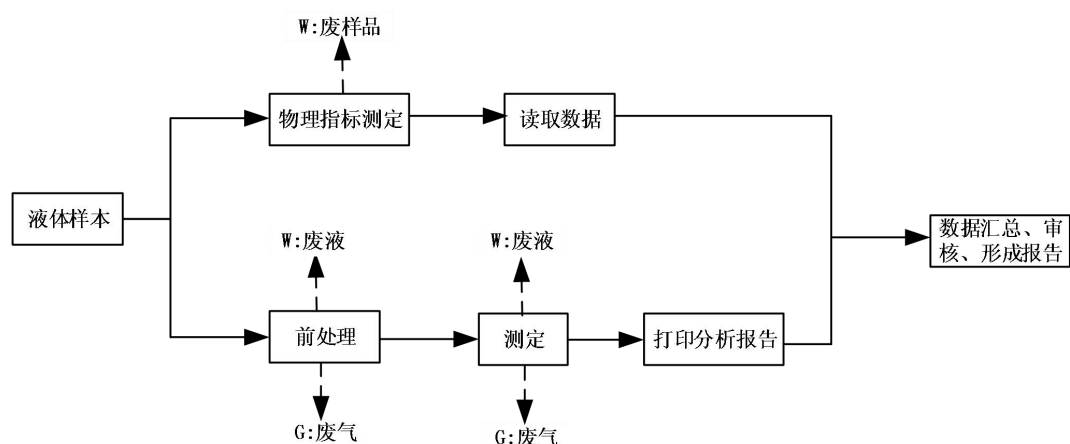 W:废样品
物理指标测定
读取数据
液体样本
数据汇总、审
核、形成报告
W:废液
W:废液
前处理
测定
打印分析报告
G:废气
G:废气